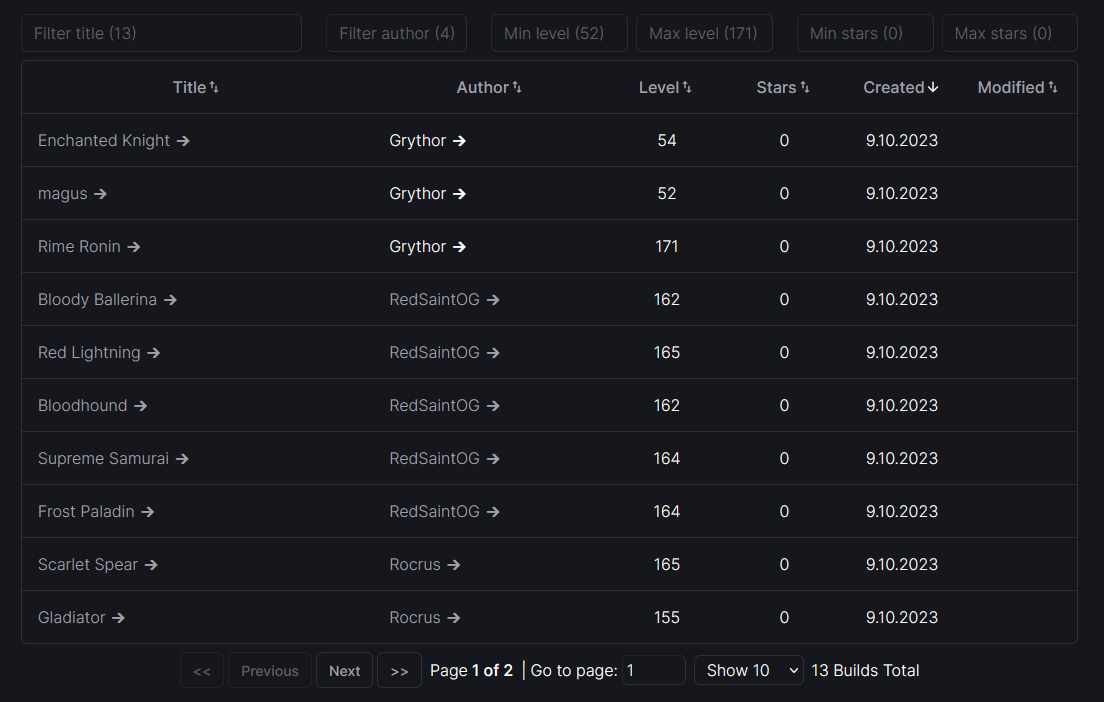 Filter title (13) Filter author (4) Min level (52) Max level (171) Min stars (0) Max stars (0)
Title Author Level Stars Created Modified
Enchanted Knight → Grythor → 54 0 9.10.2023
magus → Grythor → 52 0 9.10.2023
Rime Ronin → Grythor → 171 0 9.10.2023
Bloody Ballerina → RedSaintOG → 162 0 9.10.2023
Red Lightning → RedSaintOG → 165 0 9.10.2023
Bloodhound → RedSaintOG → 162 0 9.10.2023
Supreme Samurai → RedSaintOG → 164 0 9.10.2023
Frost Paladin → RedSaintOG → 164 0 9.10.2023
Scarlet Spear → Rocrus → 165 0 9.10.2023
Gladiator → Rocrus → 155 0 9.10.2023
<< Previous Next >> Page 1 of 2 | Go to page: 1 Show 10 13 Builds Total